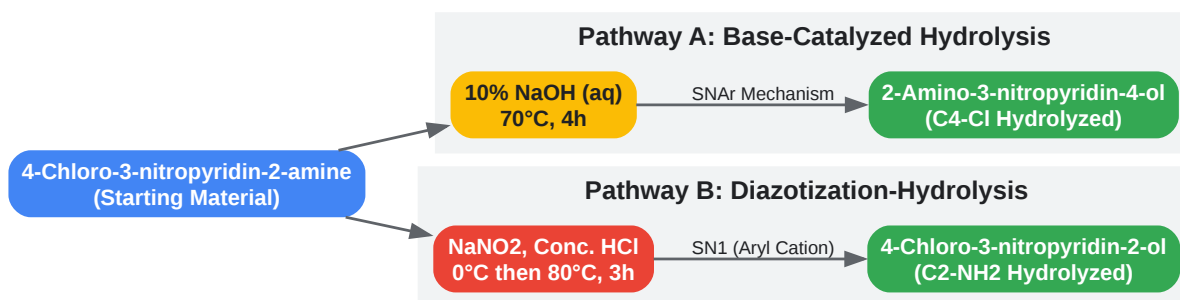 Pathway A: Base-Catalyzed Hydrolysis
10% NaOH (aq)
70°C, 4h
SNAr Mechanism
2-Amino-3-nitropyridin-4-ol
(C4-Cl Hydrolyzed)
4-Chloro-3-nitropyridin-2-amine
(Starting Material)
Pathway B: Diazotization-Hydrolysis
NaNO2, Conc. HCl
0°C then 80°C, 3h
SN1 (Aryl Cation)
4-Chloro-3-nitropyridin-2-ol
(C2-NH2 Hydrolyzed)